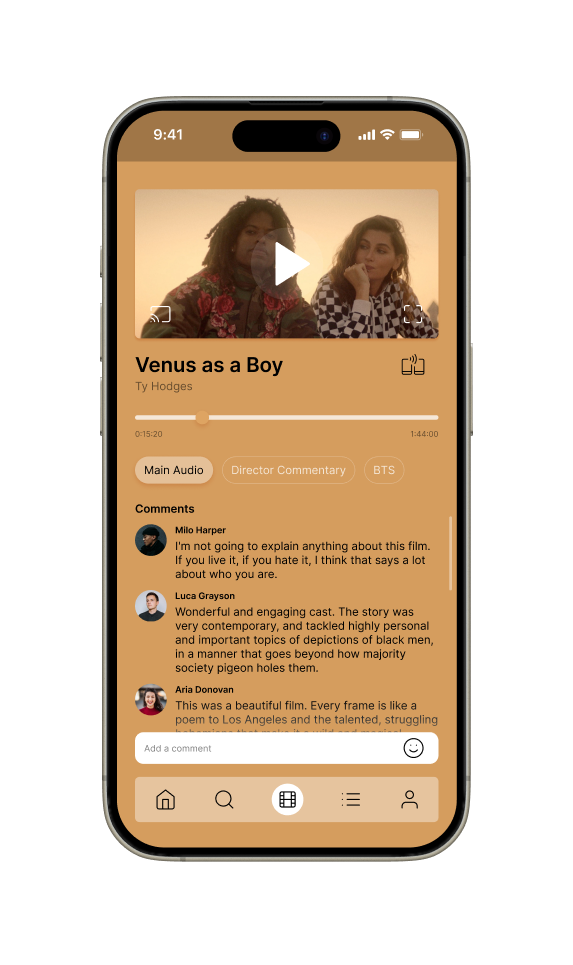 9:41
Venus as a Boy
Ty Hodges
0:15:20
1:44:00
Main Audio
Director Commentary
BTS
Comments
Milo Harper
I'm not going to explain anything about this film.
If you live it, if you hate it, I think that says a lot
about who you are.
Luca Grayson
Wonderful and engaging cast. The story was
very contemporary, and tackled highly personal
and important topics of depictions of black men,
in a manner that goes beyond how majority
society pigeon holes them.
Aria Donovan
This was a beautiful film. Every frame is like a
poem to Los Angeles and the talented, struggling
Add a comment